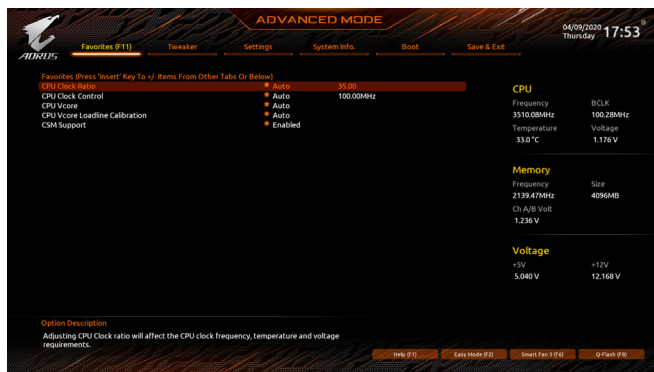 ADVANCED MODE
04/09/2020 Thursday 17:53
AORUS
Favorites (F11) Tweaker Settings System Info. Boot Save & Exit
Favorites (Press 'Insert' Key To +/- Items From Other Tabs Or Below)
CPU Clock Ratio Auto 35.00
CPU Clock Control Auto 100.00MHz
CPU Vcore Auto
CPU Vcore Loadline Calibration Auto
CSM Support Enabled
CPU
Frequency BCLK
3510.08MHz 100.28MHz
Temperature Voltage
33.0 °C 1.176 V
Memory
Frequency Size
2139.47MHz 4096MB
Ch A/B Volt
1.236 V
Voltage
+5V +12V
5.040 V 12.168 V
Option Description
Adjusting CPU Clock ratio will affect the CPU clock frequency, temperature and voltage
requirements.
Help (F1) Easy Mode (F2) Smart Fan 5 (F6) Q-Flash (F8)